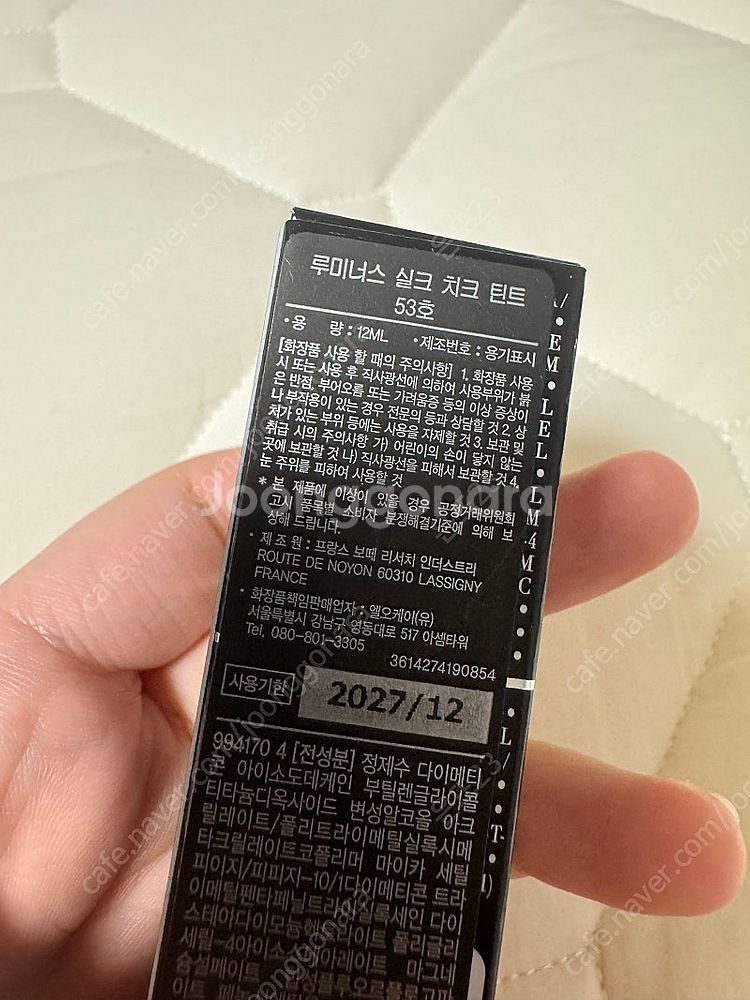 루미너스 실크 치크 틴트
53호
•용 량 : 12ML •제조번호 : 용기표시
[화장품 사용 할 때의 주의사항] 1. 화장품 사용
시 또는 사용 후 직사광선에 의하여 사용부위가 붉
은 반점, 부어오름 또는 가려움증 등의 이상 증상이
나 부작용이 있는 경우 전문의 등과 상담할 것 2. 상
처가 있는 부위 등에는 사용을 자제할 것 3. 보관 및
취급 시의 주의사항 가) 어린이의 손이 닿지 않는
곳에 보관할 것 나) 직사광선을 피해서 보관할 것 4.
눈 주위를 피하여 사용할 것
* 본 제품에 이상이 있을 경우 공정거래위원회
고시 품목별 소비자 분쟁해결기준에 의해 보
상해 드립니다.
• 제조원 : 프랑스 보떼 리서치 인더스트리
ROUTE DE NOYON 60310 LASSIGNY
FRANCE
• 화장품책임판매업자 : 엘오케이(유)
서울특별시 강남구 영동대로 517 아셈타워
Tel. 080-801-3305
3614274190854
사용기한 2027/12
994170 4 [전성분] 정제수 다이메티
콘 아이소도데케인 부틸렌글라이콜
티타늄디옥사이드 변성알코올 아크
릴레이트/폴리트라이메틸실록시메
타크릴레이트코폴리머 마이카 세틸
피이지/피피지-10/1다이메티콘 트라
이메틸펜타페닐트라이실록세인 다이
스테아디모늄헥토라이트 폴리글리
세릴-4아이소스테아레이트 마그네
슘설페이트
EM • LEL • LM-4MC •
Joonggonara
cafe.naver.com/joonggonara